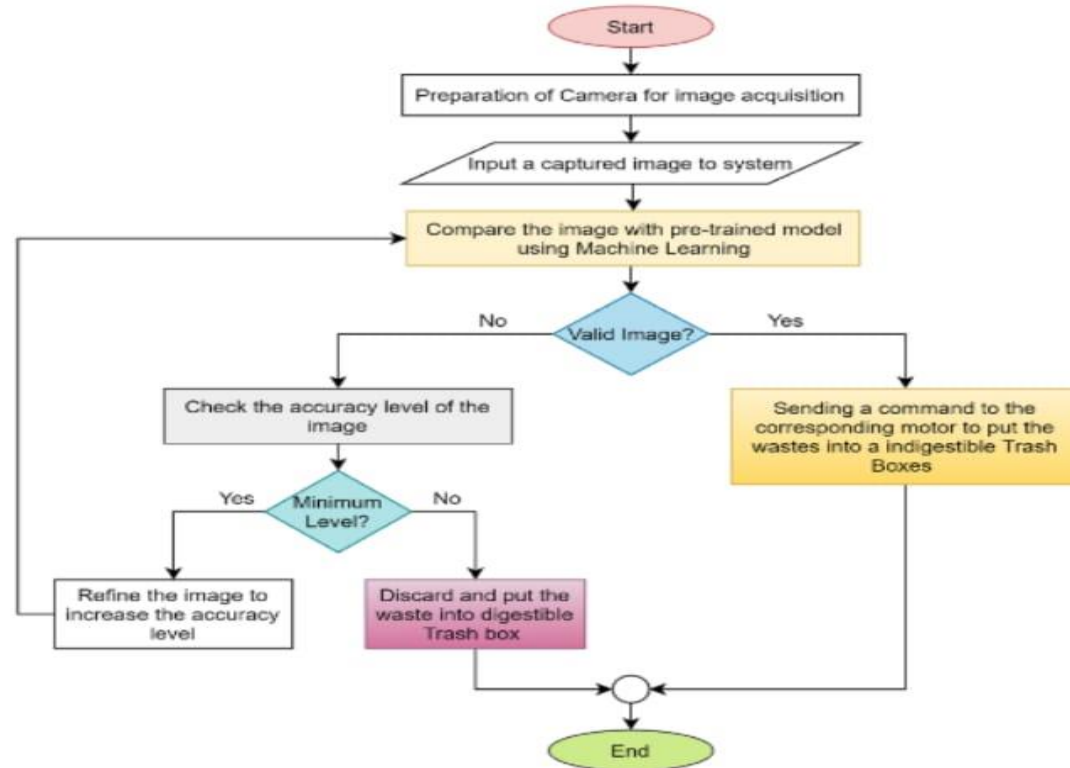 Start
Preparation of Camera for image acquisition
Input a captured image to system
Compare the image with pre-trained model
using Machine Learning
No
Valid Image?
Yes
Check the accuracy level of the
image
Sending a command to the
corresponding motor to put the
wastes into a indigestible Trash
Boxes
Yes
Minimum
Level?
No
Refine the image to
increase the accuracy
level
Discard and put the
waste into digestible
Trash box
End